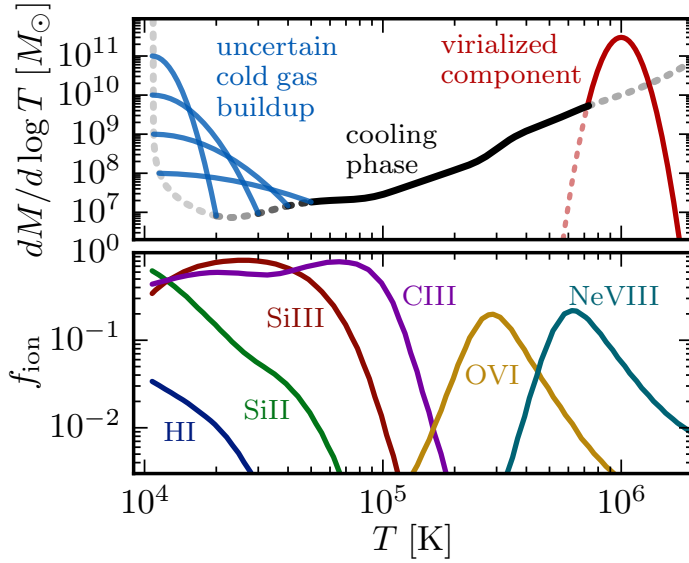 dM/d log T [M⊙]
10¹¹
10¹⁰
10⁹
10⁸
10⁷
uncertain
cold gas
buildup
cooling
phase
virialized
component
f_ion
10⁰
10⁻¹
10⁻²
HI
SiII
SiIII
CIII
OVI
NeVIII
10⁴
10⁵
10⁶
T [K]